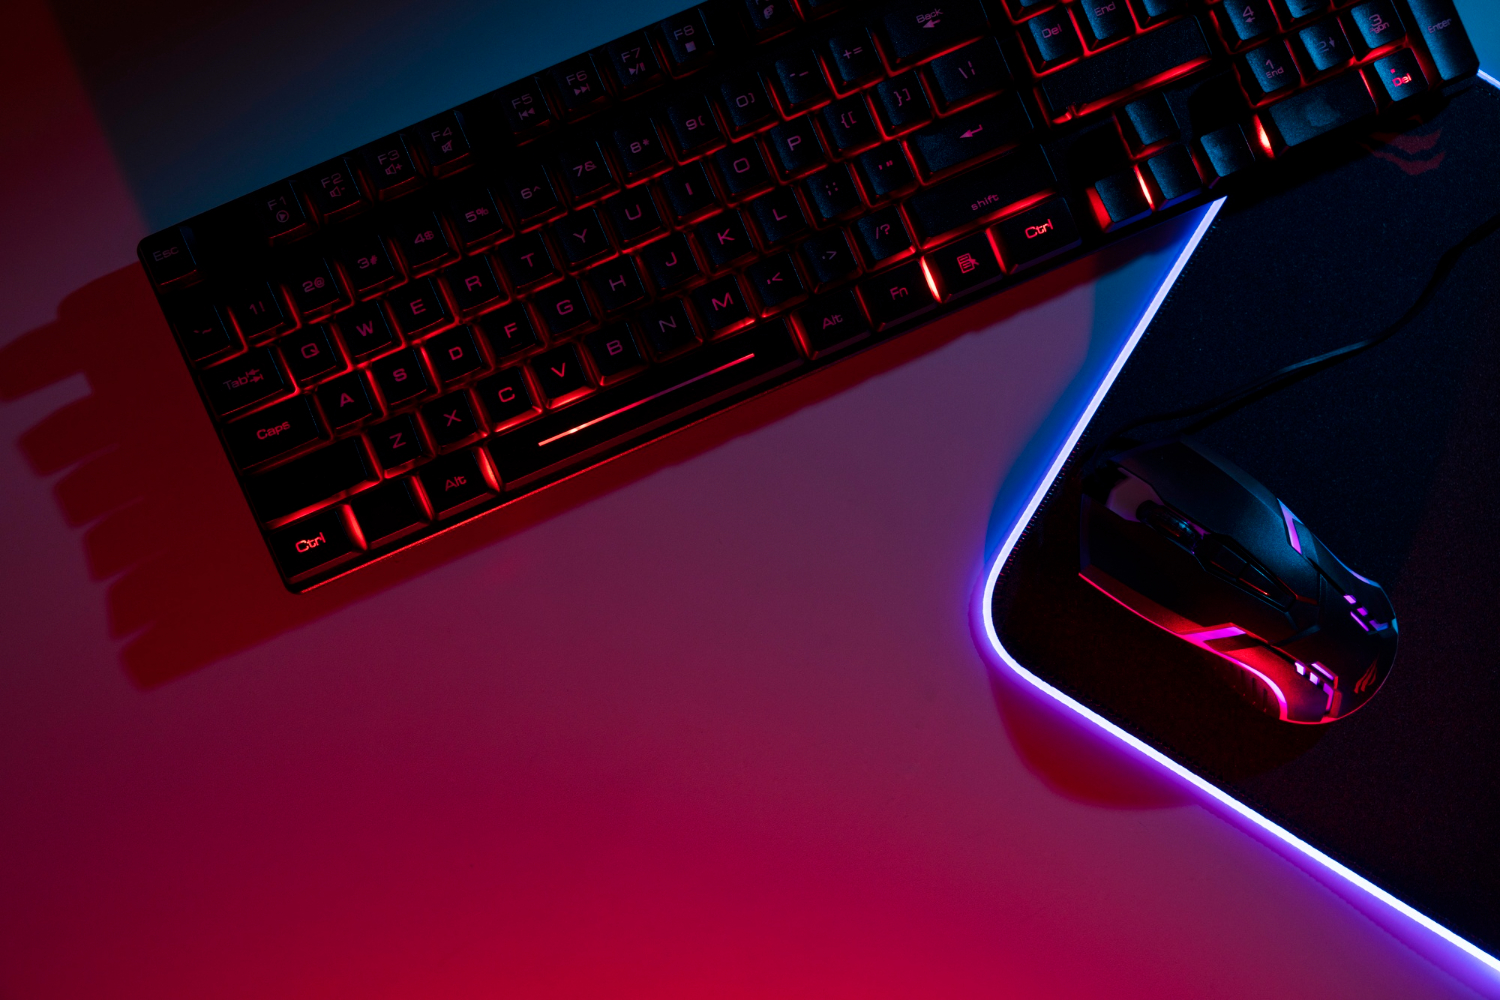 Esc F1 F2 F3 F4 F5 F6 F7 F8
1! 2@ 3# 4$ 5% 6^ 7& 8* 9( 0) -_ += Back
Tab Q W E R T Y U I O P {[ }] \|
Caps A S D F G H J K L ;: '"
Z X C V B N M < > /? shift
Ctrl Alt Alt Fn Ctrl
Del End
4
1 End 2 3 PgDn Enter
. Del